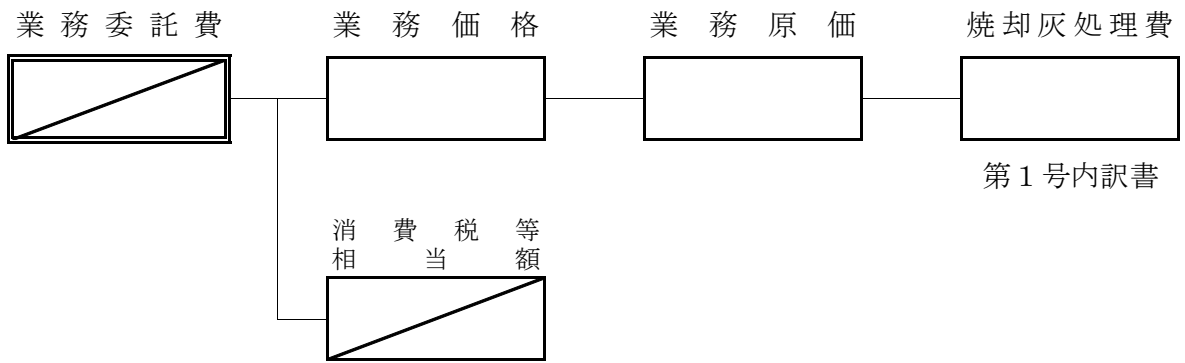 業務委託費
業務価格
業務原価
焼却灰処理費
第1号内訳書
消費税等
相当額